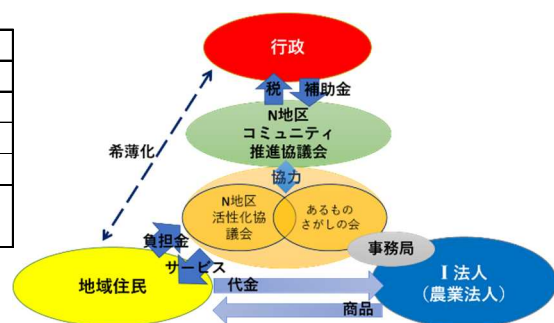 行政
税
補助金
N地区
コミュニティ
推進協議会
希薄化
協力
N地区
活性化協
議会
あるもの
さがしの会
事務局
負担金
サービス
地域住民
代金
商品
I 法人
（農業法人）